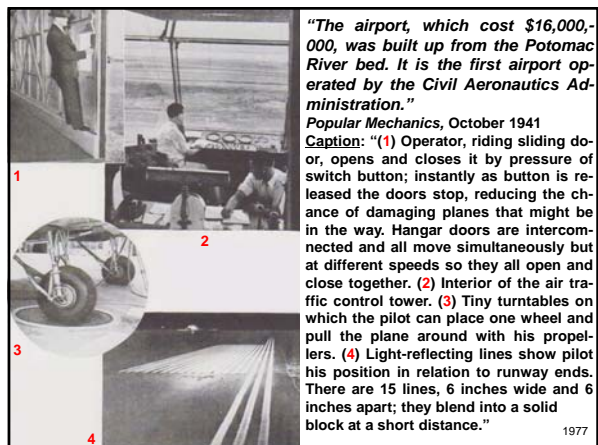 “The airport, which cost $16,000,-
000, was built up from the Potomac
River bed. It is the first airport op-
erated by the Civil Aeronautics Ad-
ministration.”
Popular Mechanics, October 1941
Caption: “(1) Operator, riding sliding do-
or, opens and closes it by pressure of
switch button; instantly as button is re-
leased the doors stop, reducing the ch-
ance of damaging planes that might be
in the way. Hangar doors are intercom-
nected and all move simultaneously but
at different speeds so they all open and
close together. (2) Interior of the air tra-
ffic control tower. (3) Tiny turntables on
which the pilot can place one wheel and
pull the plane around with his propel-
lers. (4) Light-reflecting lines show pilot
his position in relation to runway ends.
There are 15 lines, 6 inches wide and 6
inches apart; they blend into a solid
block at a short distance.”
1977
1
2
3
4